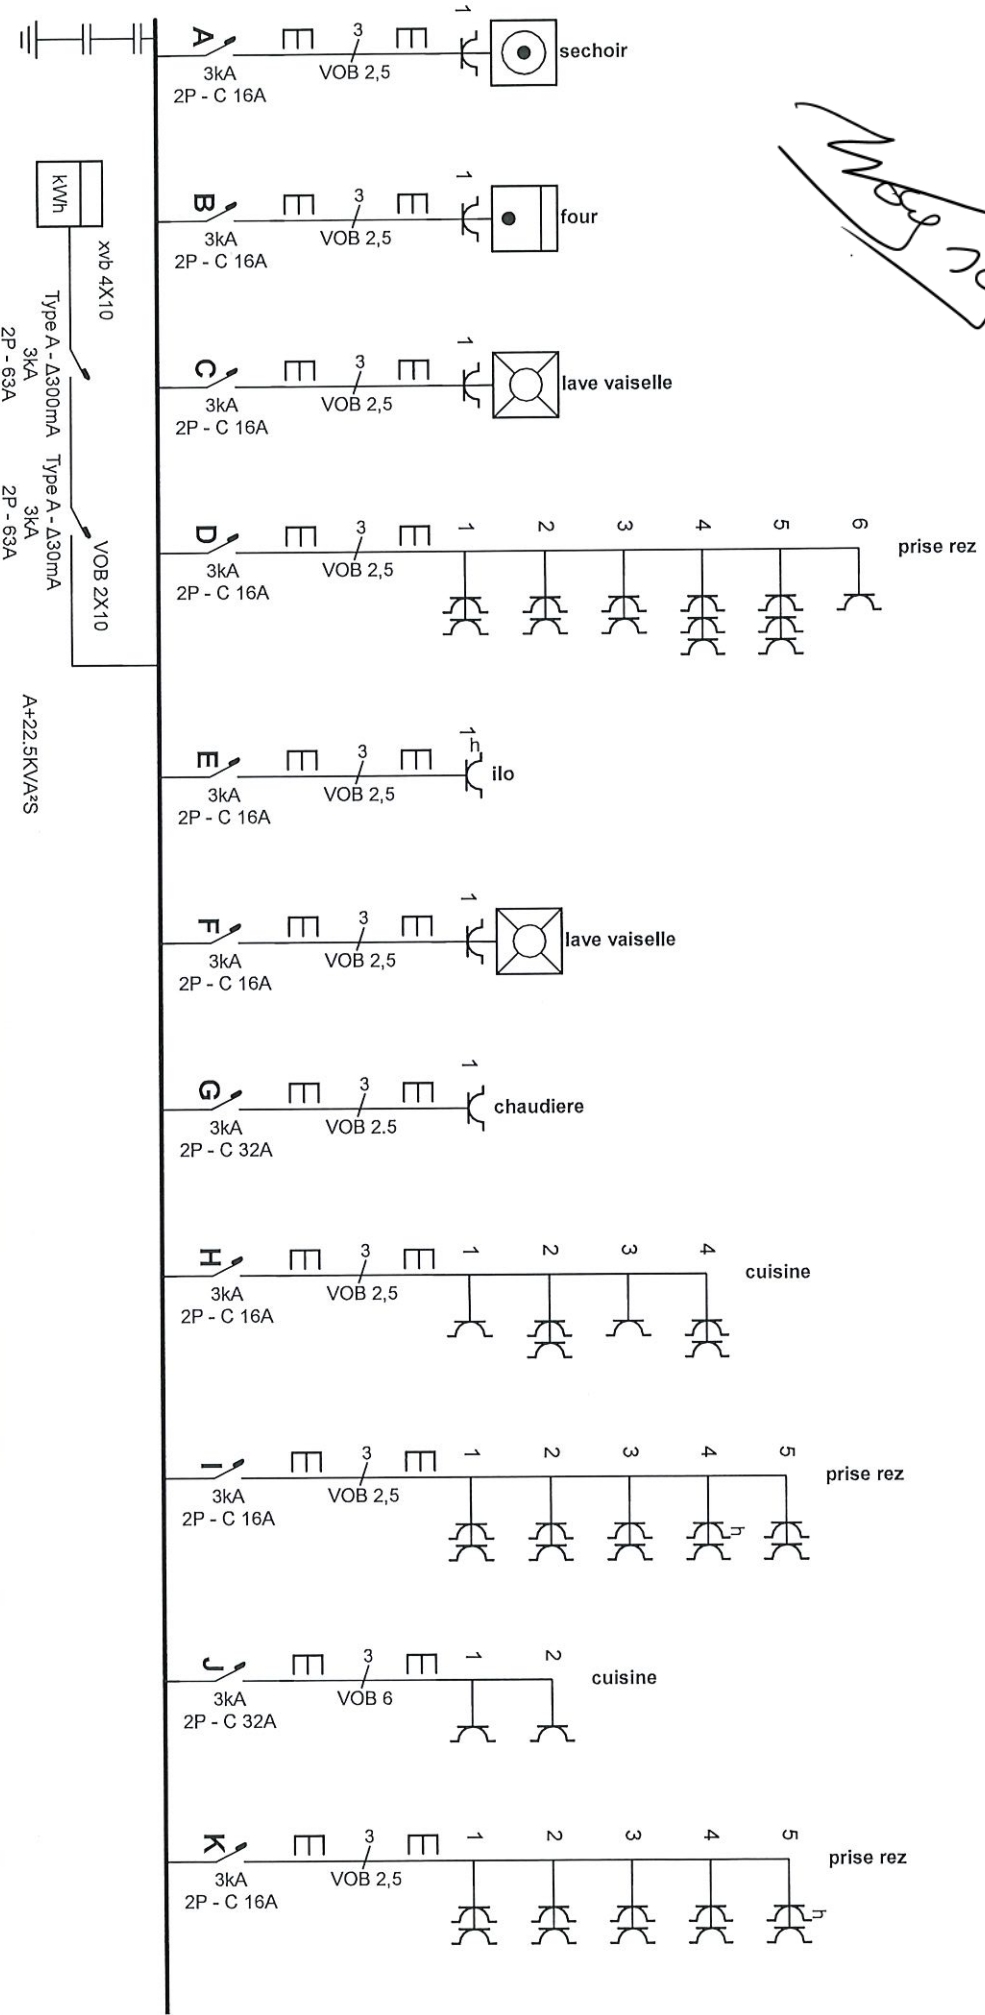 A
3kA
2P - C 16A
3
VOB 2,5
1
sechoir
B
3kA
2P - C 16A
3
VOB 2,5
1
four
C
3kA
2P - C 16A
3
VOB 2,5
1
lave vaiselle
D
3kA
2P - C 16A
3
VOB 2,5
1 2 3 4 5 6
prise rez
E
3kA
2P - C 16A
3
VOB 2,5
1
h
ilo
F
3kA
2P - C 16A
3
VOB 2,5
1
lave vaiselle
G
3kA
2P - C 32A
3
VOB 2.5
1
chaudiere
H
3kA
2P - C 16A
3
VOB 2,5
1 2 3 4
cuisine
I
3kA
2P - C 16A
3
VOB 2,5
1 2 3 4 5
h
prise rez
J
3kA
2P - C 32A
3
VOB 6
1 2
cuisine
K
3kA
2P - C 16A
3
VOB 2,5
1 2 3 4 5
h
prise rez
kWh
xvb 4X10
Type A - Δ300mA
3kA
2P - 63A
VOB 2X10
Type A - Δ30mA
3kA
2P - 63A
A+22.5KVA²S